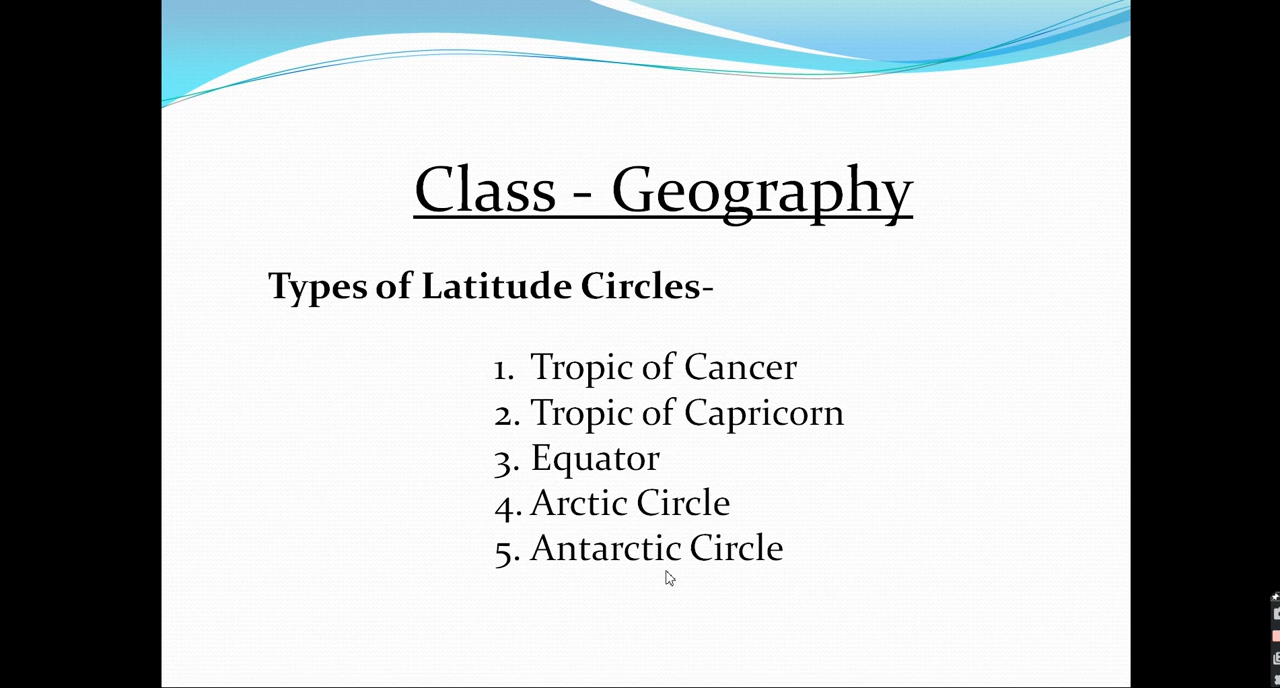 Class - Geography
Types of Latitude Circles-
1. Tropic of Cancer
2. Tropic of Capricorn
3. Equator
4. Arctic Circle
5. Antarctic Circle